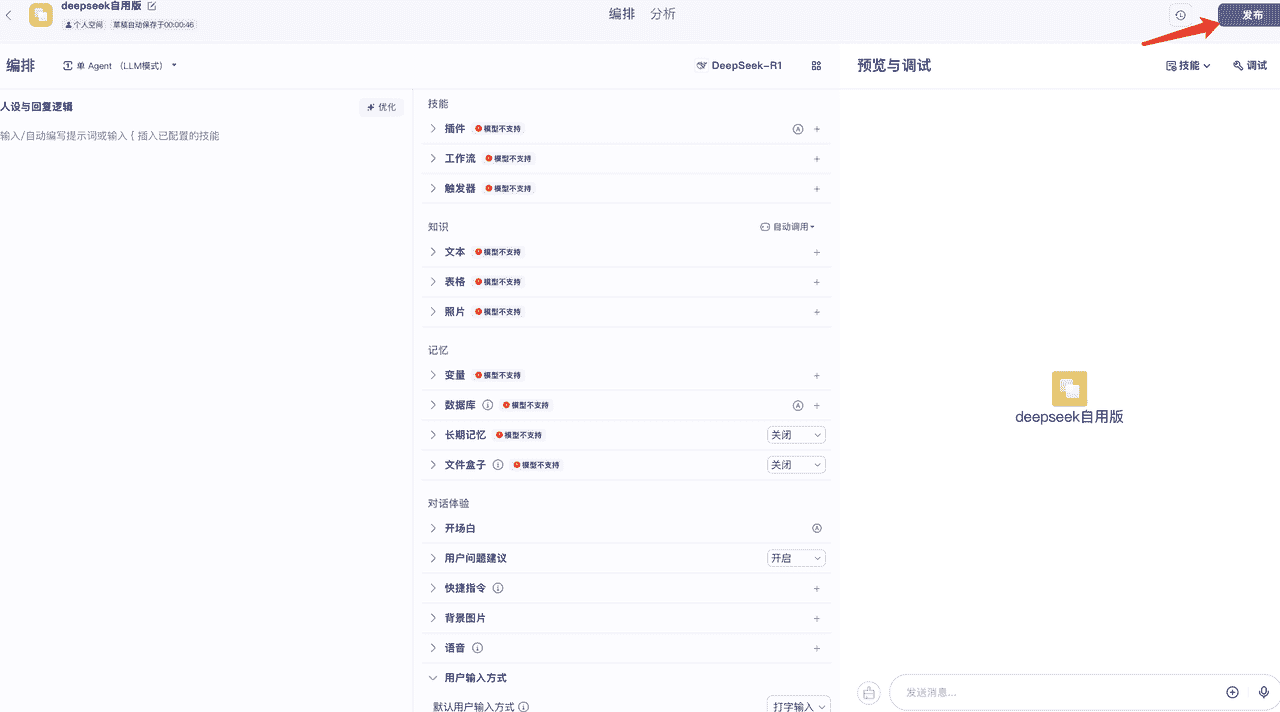 deepseek自用版
个人空间 草稿自动保存于00:00:46
编排 分析
发布
编排 单 Agent （LLM模式）
DeepSeek-R1
预览与调试
技能 调试
人设与回复逻辑
优化
输入/自动编写提示词或输入 { 插入已配置的技能
技能
插件 模型不支持
工作流 模型不支持
触发器 模型不支持
知识 自动调用
文本 模型不支持
表格 模型不支持
照片 模型不支持
记忆
变量 模型不支持
数据库 模型不支持
长期记忆 模型不支持 关闭
文件盒子 模型不支持 关闭
对话体验
开场白
用户问题建议 开启
快捷指令
背景图片
语音
用户输入方式
默认用户输入方式 打字输入
deepseek自用版
发送消息...